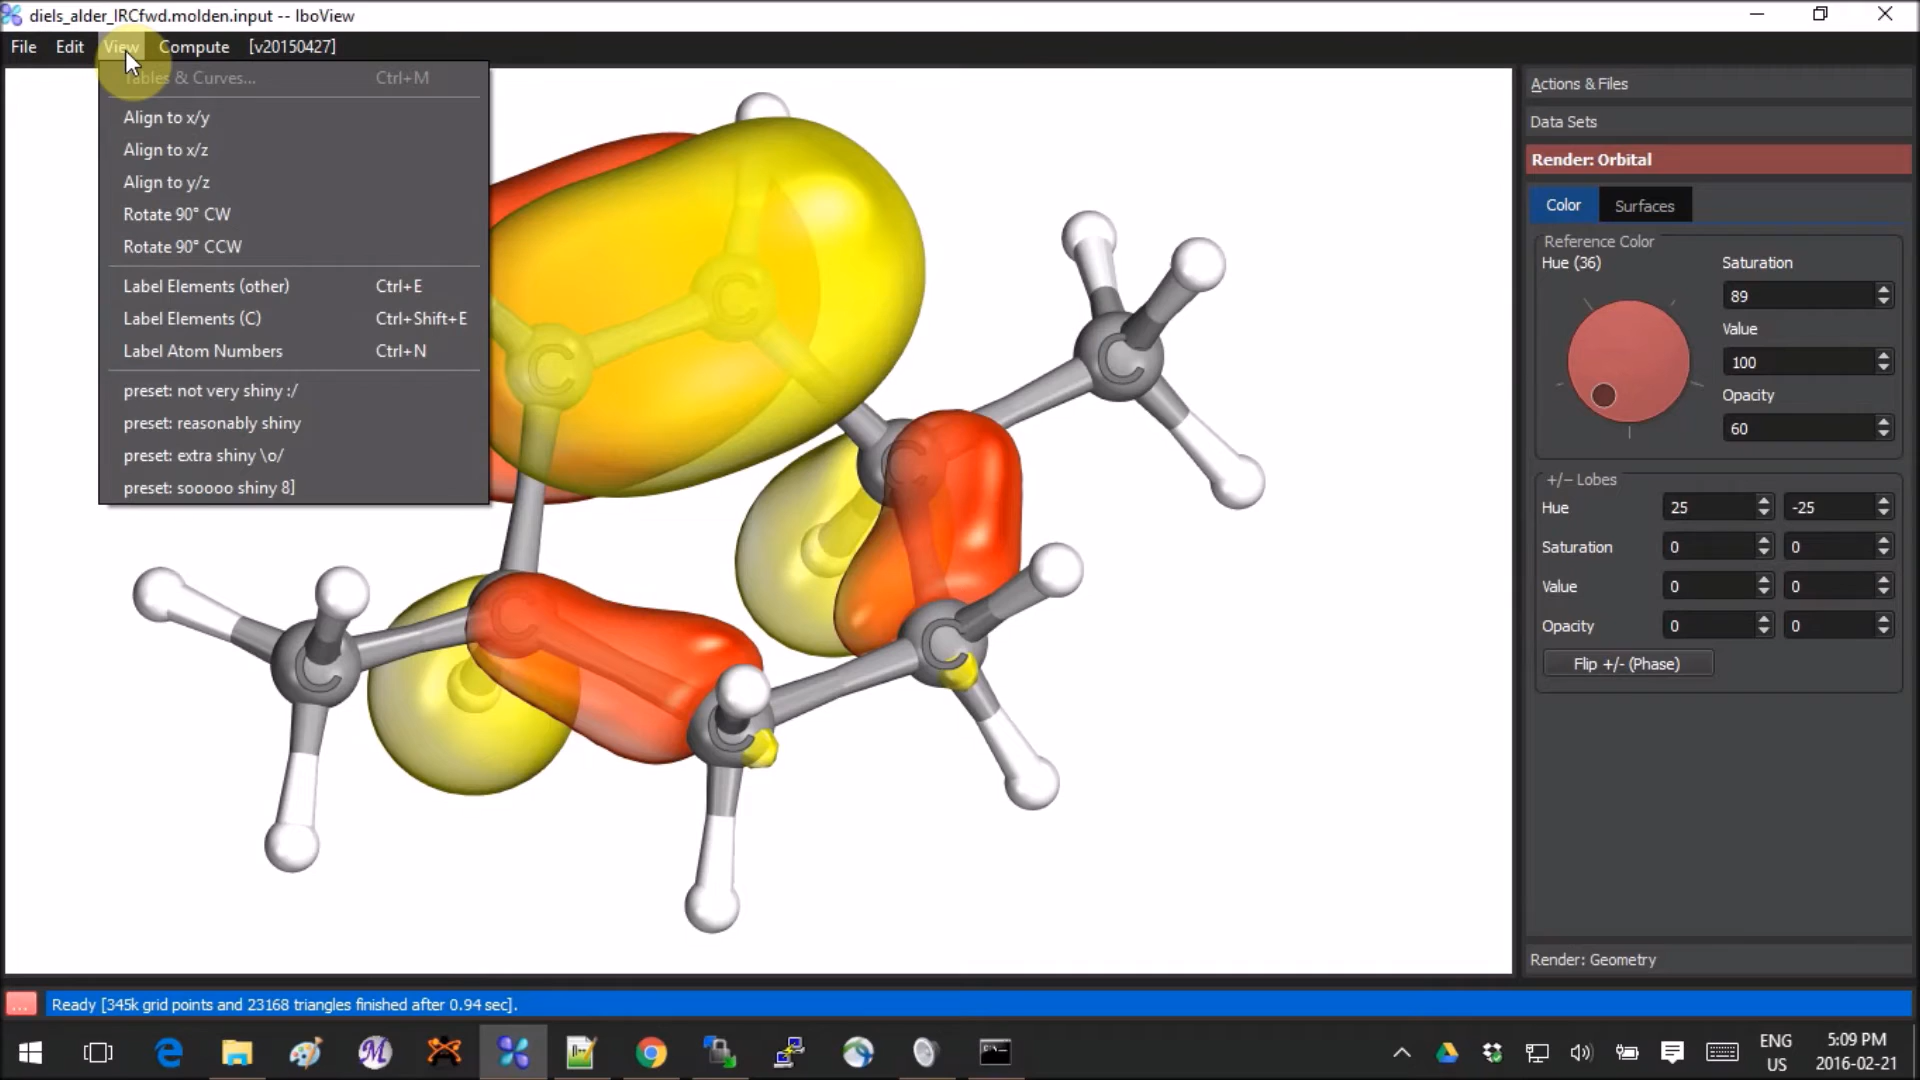 diels_alder_IRCfwd.molden.input -- IboView
File Edit View Compute [v20150427]
Tables & Curves... Ctrl+M
Align to x/y
Align to x/z
Align to y/z
Rotate 90° CW
Rotate 90° CCW
Label Elements (other) Ctrl+E
Label Elements (C) Ctrl+Shift+E
Label Atom Numbers Ctrl+N
preset: not very shiny :/
preset: reasonably shiny
preset: extra shiny \o/
preset: sooooo shiny 8]
C
C
C
C
C
C
C
C
Actions & Files
Data Sets
Render: Orbital
Color Surfaces
Reference Color
Hue (36) Saturation
89
Value
100
Opacity
60
+/− Lobes
Hue 25 -25
Saturation 0 0
Value 0 0
Opacity 0 0
Flip +/- (Phase)
Render: Geometry
... Ready [345k grid points and 23168 triangles finished after 0.94 sec].
ENG
US
5:09 PM
2016-02-21